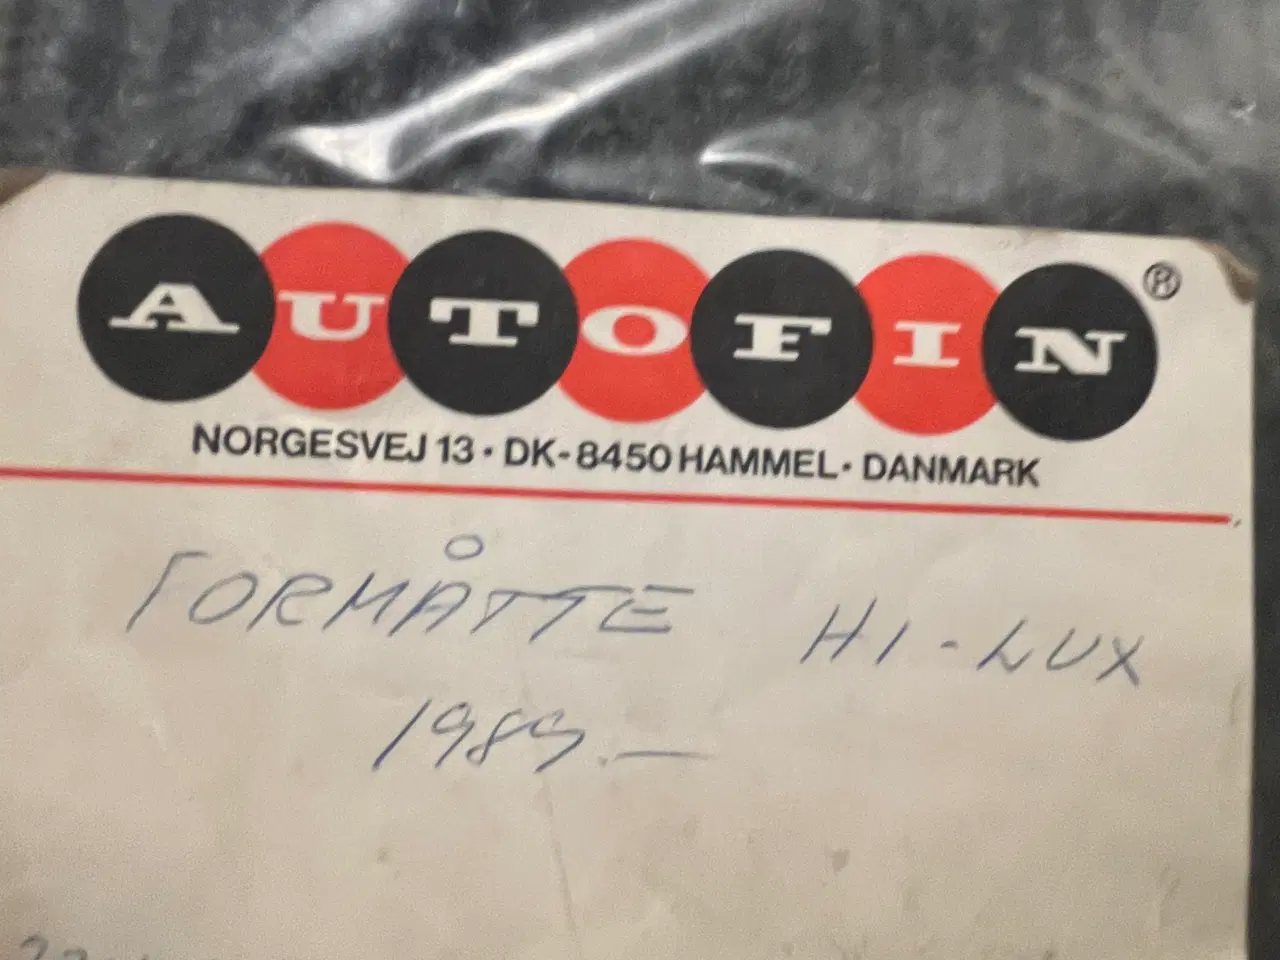 AUTOFIN®
NORGESVEJ 13 · DK-8450 HAMMEL · DANMARK
FORMÅTTE HI-LUX
1989.—